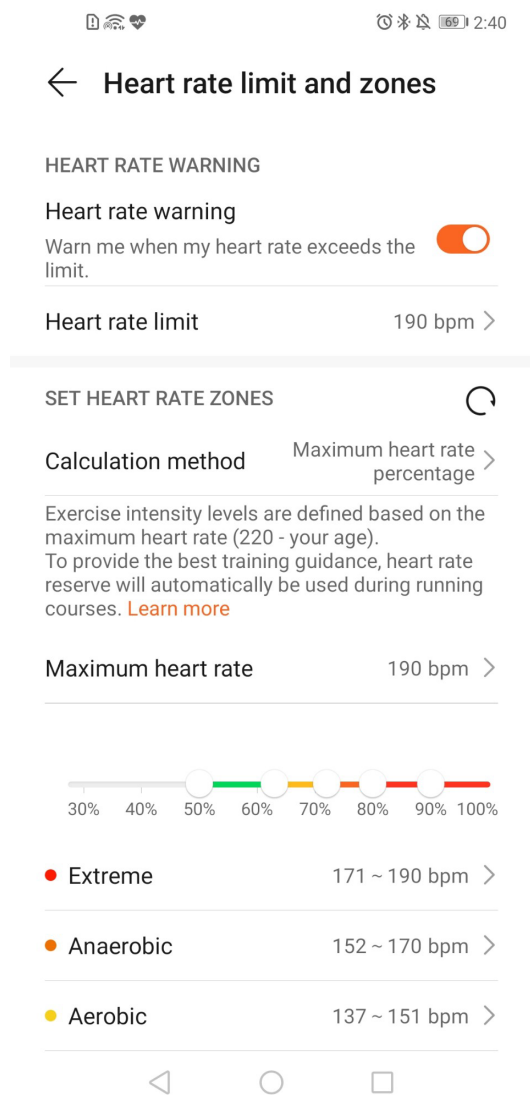 69 2:40
Heart rate limit and zones
HEART RATE WARNING
Heart rate warning
Warn me when my heart rate exceeds the
limit.
Heart rate limit 190 bpm
SET HEART RATE ZONES
Calculation method Maximum heart rate
percentage
Exercise intensity levels are defined based on the
maximum heart rate (220 - your age).
To provide the best training guidance, heart rate
reserve will automatically be used during running
courses. Learn more
Maximum heart rate 190 bpm
30% 40% 50% 60% 70% 80% 90% 100%
Extreme 171 ~ 190 bpm
Anaerobic 152 ~ 170 bpm
Aerobic 137 ~ 151 bpm